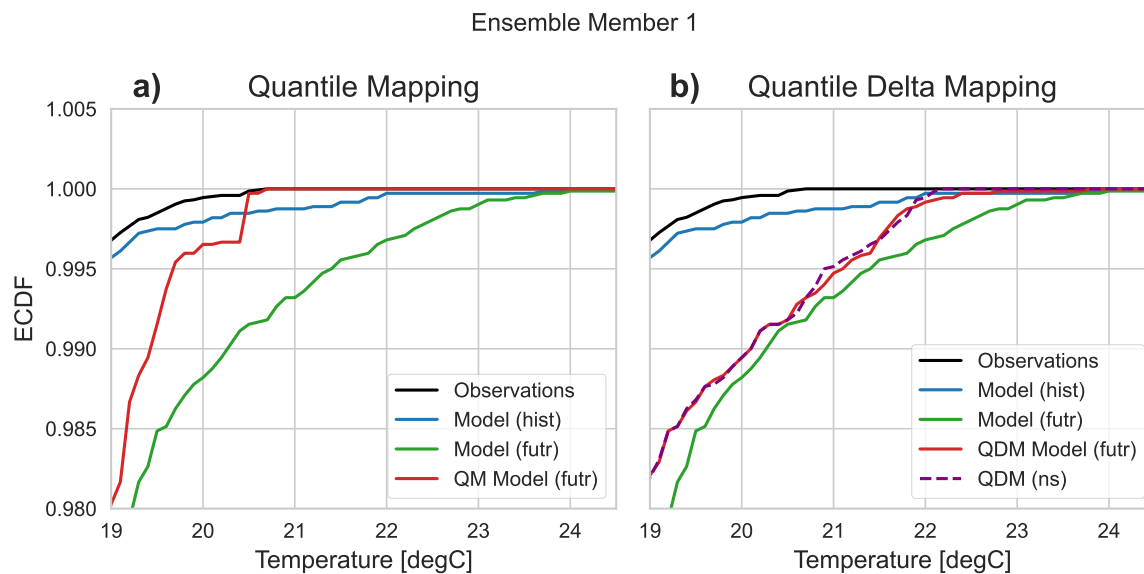 Ensemble Member 1
a) Quantile Mapping
b) Quantile Delta Mapping
ECDF
1.005
1.000
0.995
0.990
0.985
0.980
Observations
Model (hist)
Model (futr)
QM Model (futr)
19 20 21 22 23 24
Temperature [degC]
Observations
Model (hist)
Model (futr)
QDM Model (futr)
QDM (ns)
19 20 21 22 23 24
Temperature [degC]